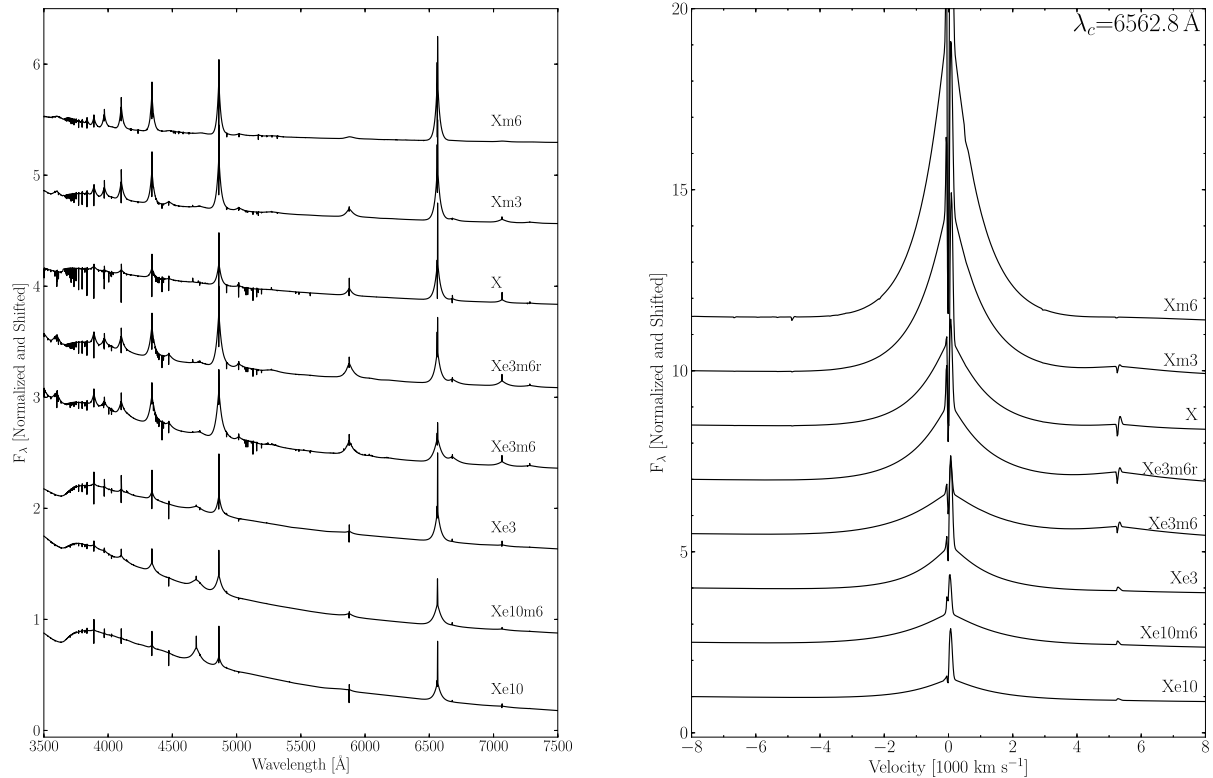 6
5
4
3
2
1
0
F_λ [Normalized and Shifted]
Xm6
Xm3
X
Xe3m6r
Xe3m6
Xe3
Xe10m6
Xe10
3500 4000 4500 5000 5500 6000 6500 7000 7500
Wavelength [Å]
20
15
10
5
0
F_λ [Normalized and Shifted]
λ_c=6562.8 Å
Xm6
Xm3
X
Xe3m6r
Xe3m6
Xe3
Xe10m6
Xe10
−8 −6 −4 −2 0 2 4 6 8
Velocity [1000 km s⁻¹]